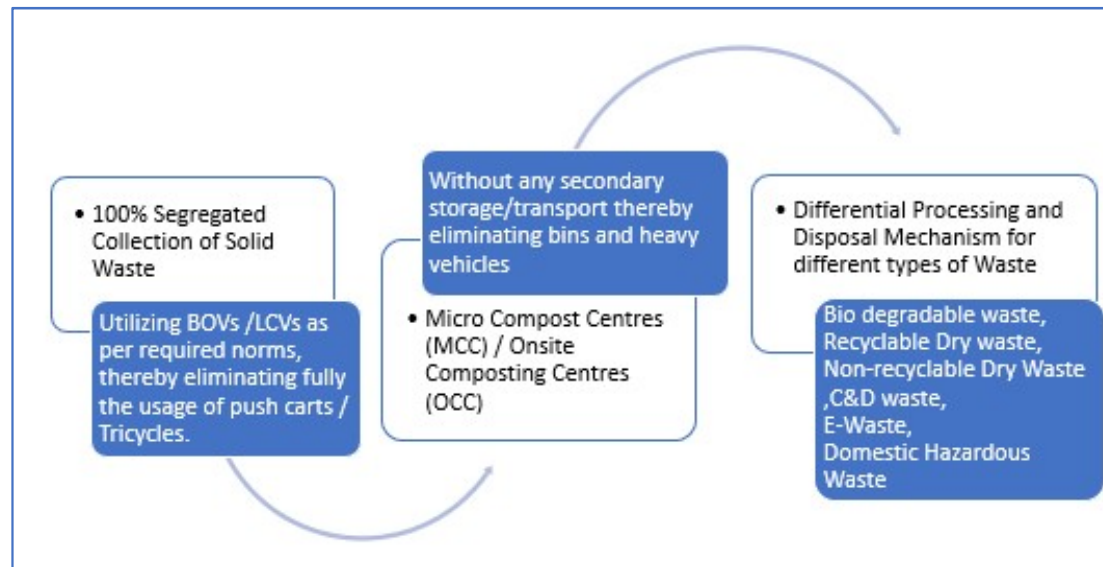 • 100% Segregated
Collection of Solid
Waste
Utilizing BOVs /LCVs as
per required norms,
thereby eliminating fully
the usage of push carts /
Tricycles.
Without any secondary
storage/transport thereby
eliminating bins and heavy
vehicles
• Micro Compost Centres
(MCC) / Onsite
Composting Centres
(OCC)
• Differential Processing and
Disposal Mechanism for
different types of Waste
Bio degradable waste,
Recyclable Dry waste,
Non-recyclable Dry Waste
,C&D waste,
E-Waste,
Domestic Hazardous
Waste